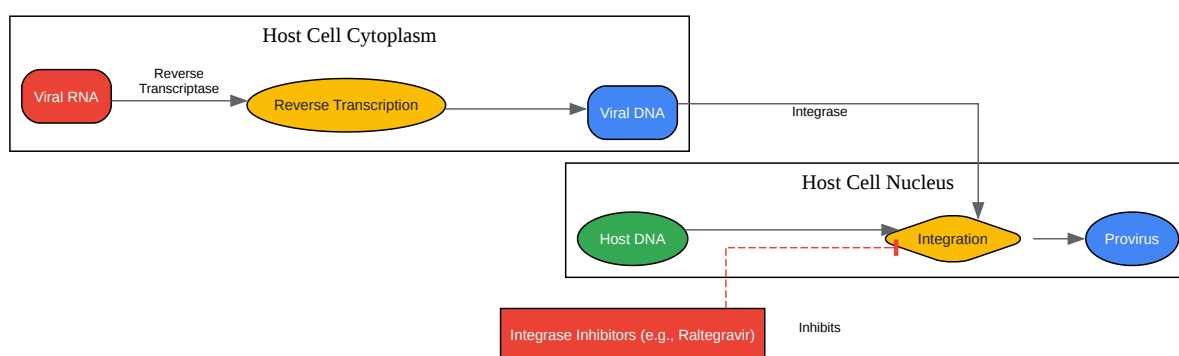 Host Cell Cytoplasm
Viral RNA
Reverse
Transcriptase
Reverse Transcription
Viral DNA
Integrase
Host Cell Nucleus
Host DNA
Integration
Provirus
Integrase Inhibitors (e.g., Raltegravir)
Inhibits